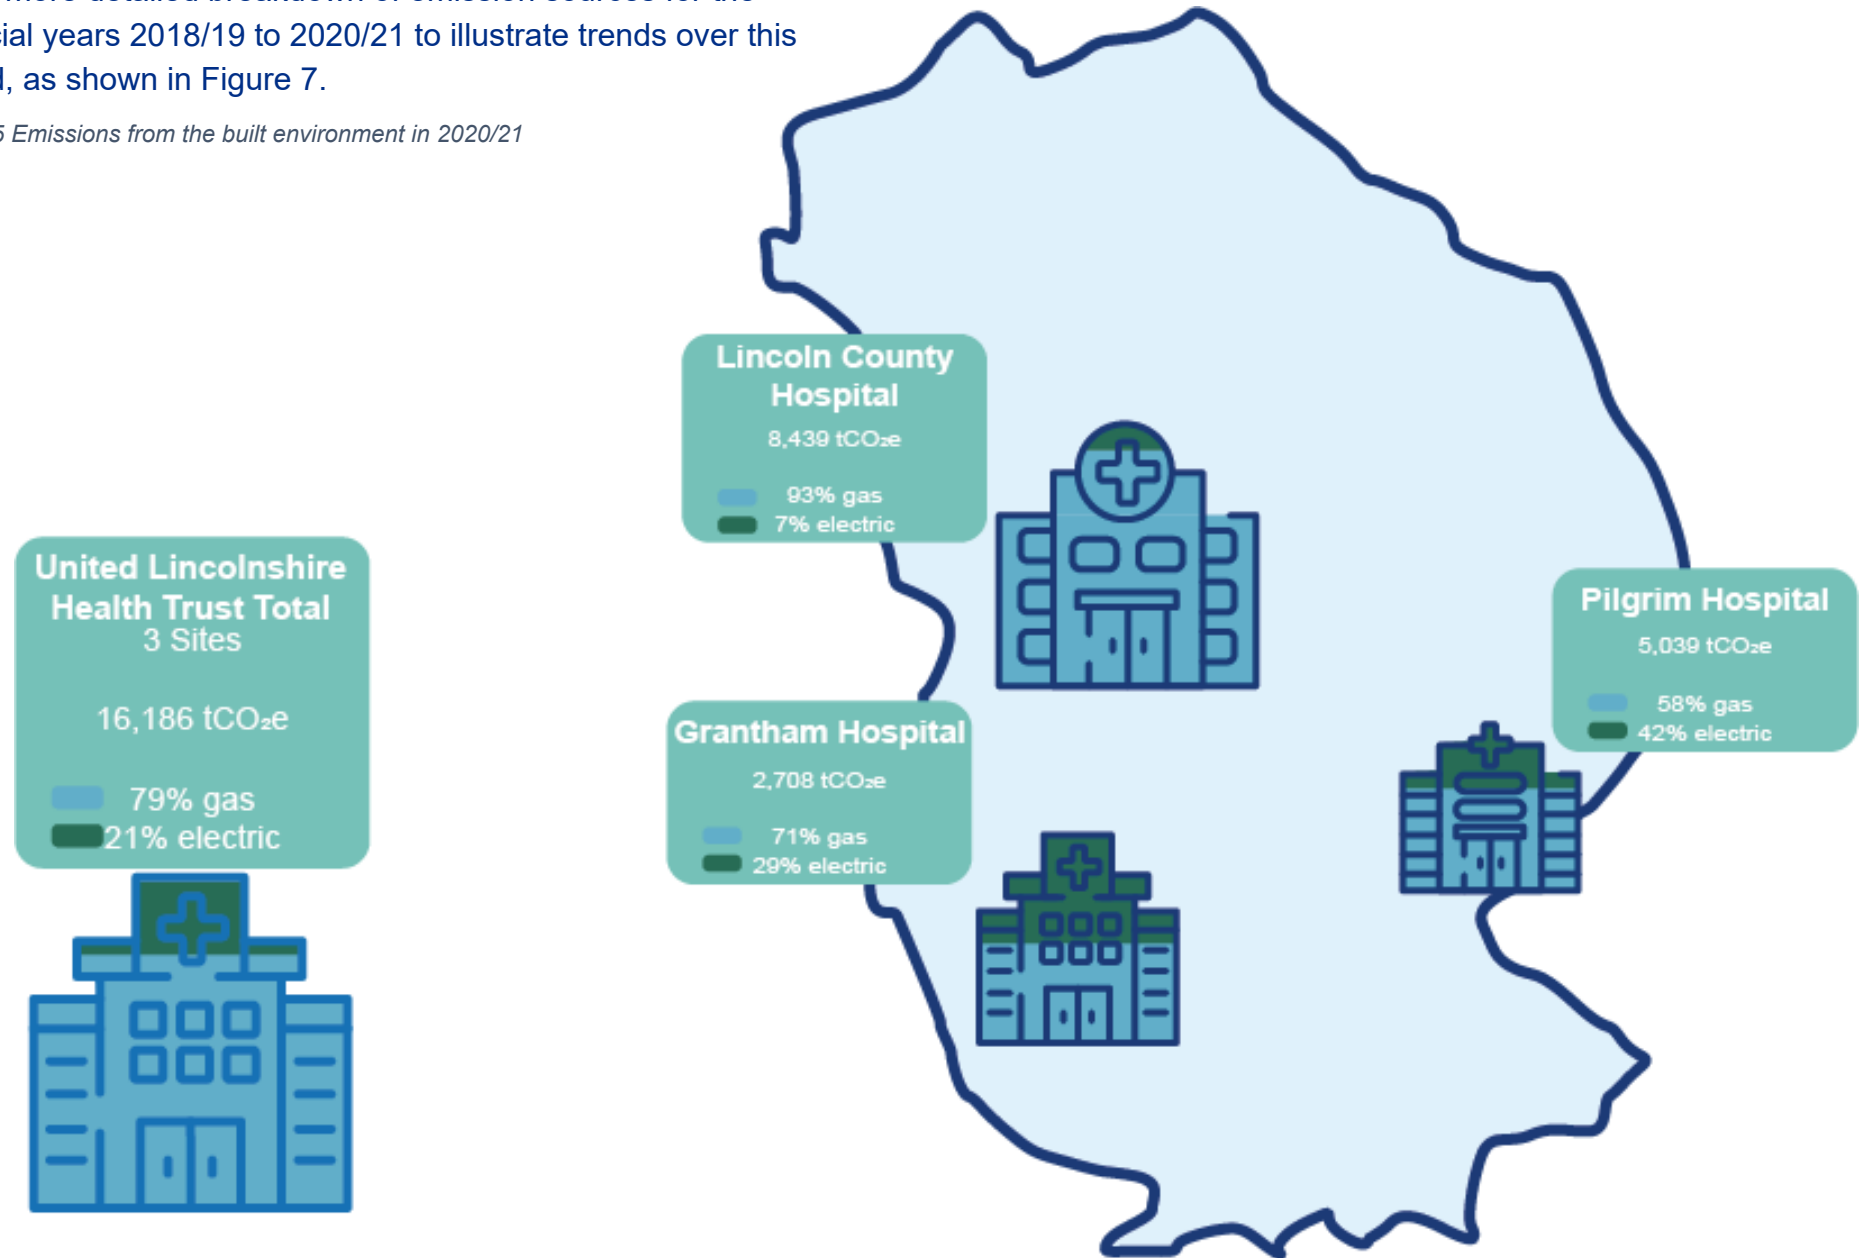 cial years 2018/19 to 2020/21 to illustrate trends over this
d, as shown in Figure 7.
5 Emissions from the built environment in 2020/21
Lincoln County
Hospital
8,439 tCO₂e
93% gas
7% electric
United Lincolnshire
Health Trust Total
3 Sites
16,186 tCO₂e
79% gas
21% electric
Pilgrim Hospital
5,039 tCO₂e
58% gas
42% electric
Grantham Hospital
2,708 tCO₂e
71% gas
29% electric